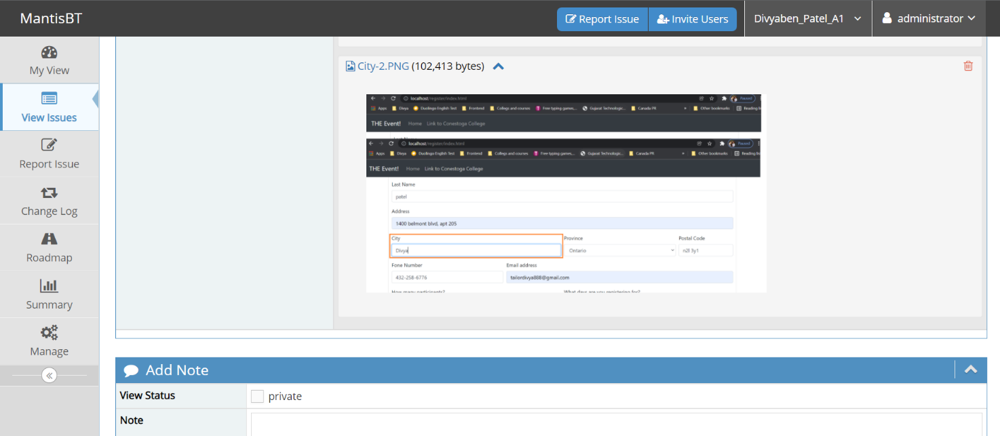 MantisBT
Report Issue
Invite Users
Divyaben_Patel_A1
administrator
My View
View Issues
Report Issue
Change Log
Roadmap
Summary
Manage
City-2.PNG (102,413 bytes)
localhost/register/index.html
Paused
Apps Divya Duolingo English Test Frontend Collegs and courses Free typing games... Gujarat Technologic... Canada PR » Other bookmarks Reading lis
THE Event! Home Link to Conestoga College
localhost/register/index.html
Paused
Apps Divya Duolingo English Test Frontend Collegs and courses Free typing games... Gujarat Technologic... Canada PR » Other bookmarks Reading lis
THE Event! Home Link to Conestoga College
Last Name
patel
Address
1400 belmont blvd, apt 205
City Province Postal Code
Divya Ontario n2l 3y1
Fone Number Email address
432-258-6776 tailordivya888@gmail.com
How many participants? What days are you registering for?
Add Note
View Status private
Note